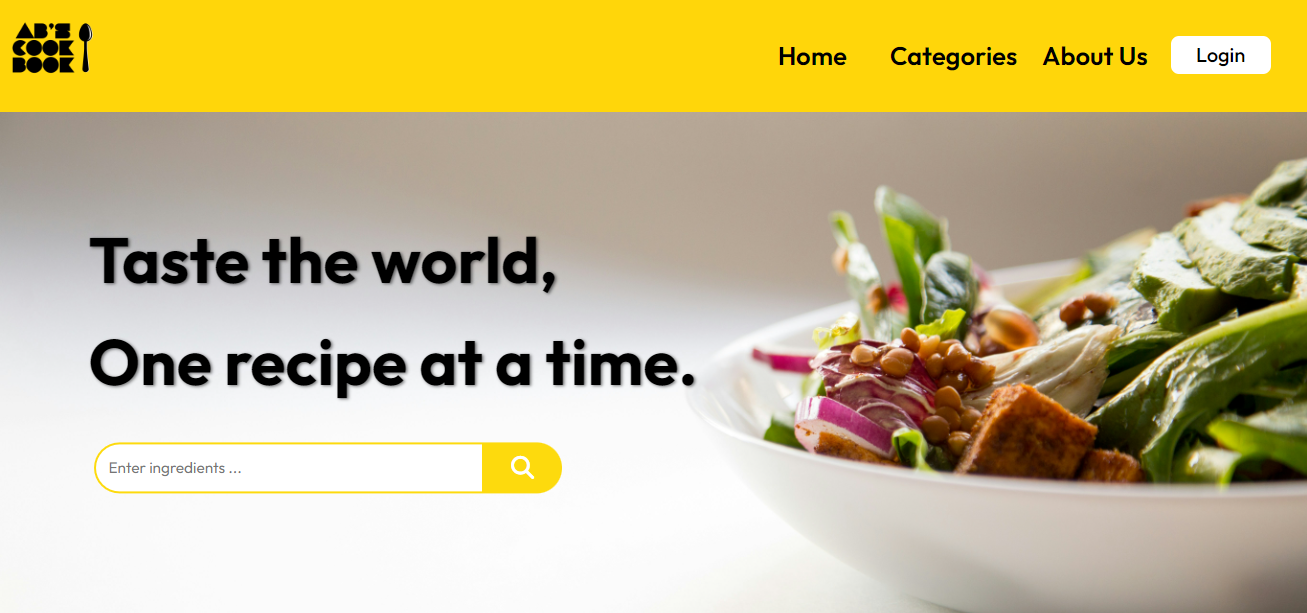 AB'S
COOK
BOOK
Home Categories About Us Login
Taste the world,
One recipe at a time.
Enter ingredients ...